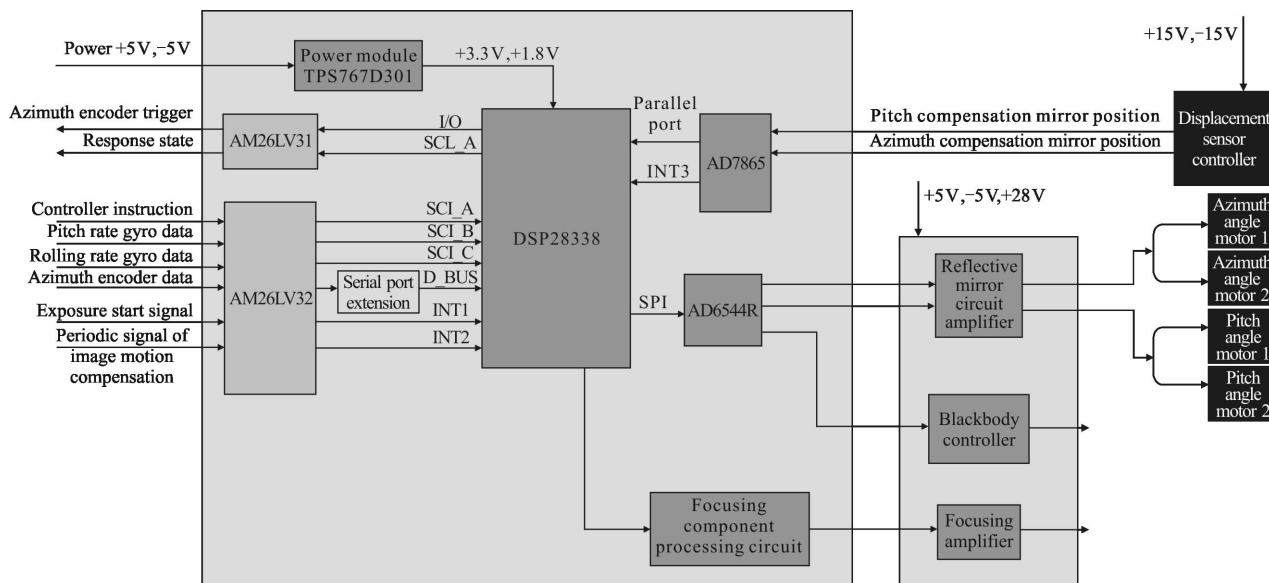 Power +5V,−5V
Power module
TPS767D301
+3.3V,+1.8V
+15V,−15V
Azimuth encoder trigger
Response state
AM26LV31
I/O
SCL_A
Parallel
port
INT3
AD7865
Pitch compensation mirror position
Azimuth compensation mirror position
Displacement
sensor
controller
Controller instruction
Pitch rate gyro data
Rolling rate gyro data
Azimuth encoder data
Exposure start signal
Periodic signal of
image motion
compensation
AM26LV32
SCI_A
SCI_B
SCI_C
D_BUS
Serial port
extension
INT1
INT2
DSP28338
SPI
AD6544R
+5V,−5V,+28V
Reflective
mirror
circuit
amplifier
Azimuth
angle
motor 1
Azimuth
angle
motor 2
Pitch
angle
motor 1
Pitch
angle
motor 2
Blackbody
controller
Focusing
component
processing circuit
Focusing
amplifier